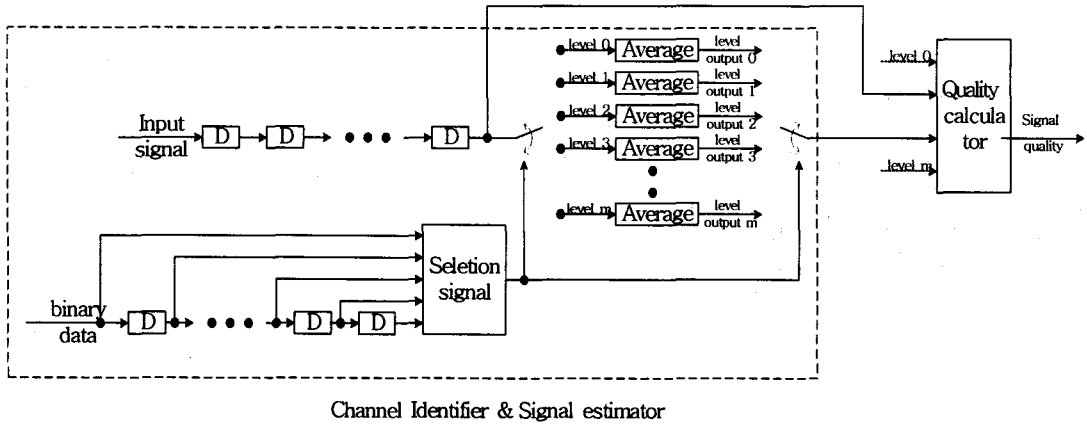 level 0 Average level output 0
level 1 Average level output 1
level 2 Average level output 2
level 3 Average level output 3
level m Average level output m
Input signal D D D
binary data D D D
Seletion signal
level 0
level m
Quality calcula tor
Signal quality
Channel Identifier & Signal estimator